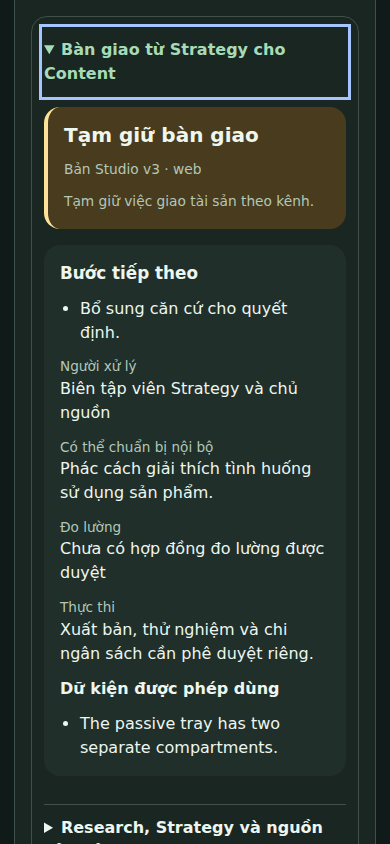 Bàn giao từ Strategy cho
Content
Tạm giữ bàn giao
Bản Studio v3 · web
Tạm giữ việc giao tài sản theo kênh.
Bước tiếp theo
Bổ sung căn cứ cho quyết
định.
Người xử lý
Biên tập viên Strategy và chủ
nguồn
Có thể chuẩn bị nội bộ
Phác cách giải thích tình huống
sử dụng sản phẩm.
Đo lường
Chưa có hợp đồng đo lường được
duyệt
Thực thi
Xuất bản, thử nghiệm và chi
ngân sách cần phê duyệt riêng.
Dữ kiện được phép dùng
The passive tray has two
separate compartments.
Research, Strategy và nguồn